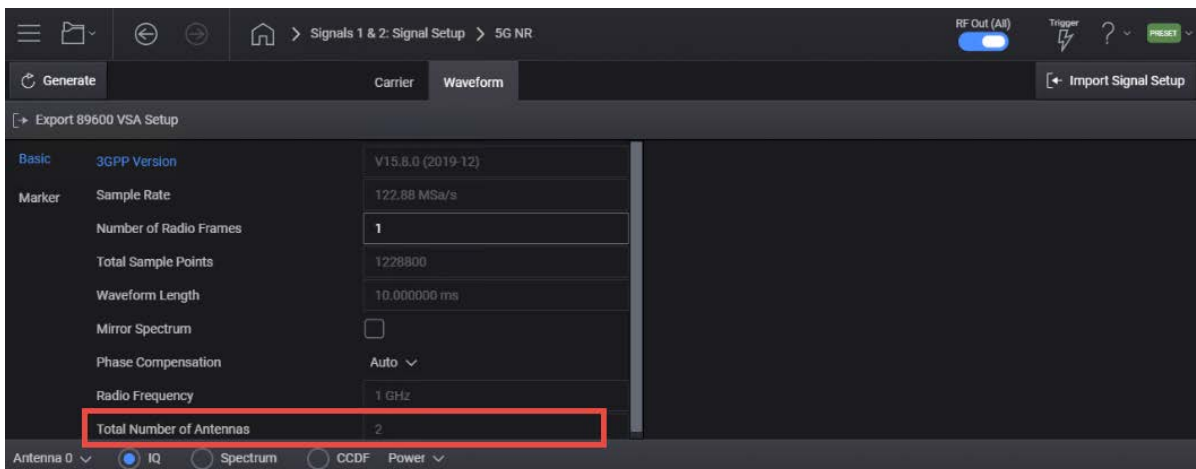 > Signals 1 & 2: Signal Setup > 5G NR RF Out (All) Trigger ? PRESET
Generate Carrier Waveform Import Signal Setup
Export 89600 VSA Setup
Basic 3GPP Version V15.8.0 (2019-12)
Marker Sample Rate 122.88 MSa/s
Number of Radio Frames 1
Total Sample Points 1228800
Waveform Length 10.000000 ms
Mirror Spectrum
Phase Compensation Auto
Radio Frequency 1 GHz
Total Number of Antennas 2
Antenna 0 IQ Spectrum CCDF Power